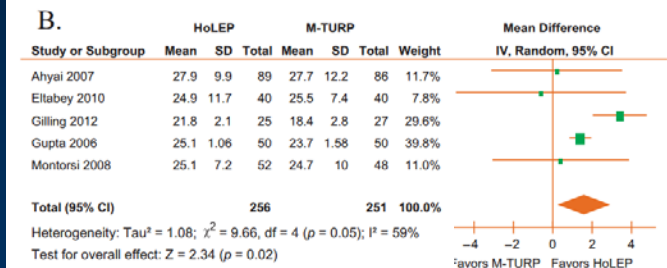 B.
HoLEP M-TURP Mean Difference
Study or Subgroup Mean SD Total Mean SD Total Weight IV, Random, 95% CI
Ahyai 2007 27.9 9.9 89 27.7 12.2 86 11.7%
Eltabey 2010 24.9 11.7 40 25.5 7.4 40 7.8%
Gilling 2012 21.8 2.1 25 18.4 2.8 27 29.6%
Gupta 2006 25.1 1.06 50 23.7 1.58 50 39.8%
Montorsi 2008 25.1 7.2 52 24.7 10 48 11.0%
Total (95% CI) 256 251 100.0%
Heterogeneity: Tau² = 1.08; χ² = 9.66, df = 4 (p = 0.05); I² = 59%
Test for overall effect: Z = 2.34 (p = 0.02)
−4 −2 0 2 4
Favors M-TURP Favors HoLEP